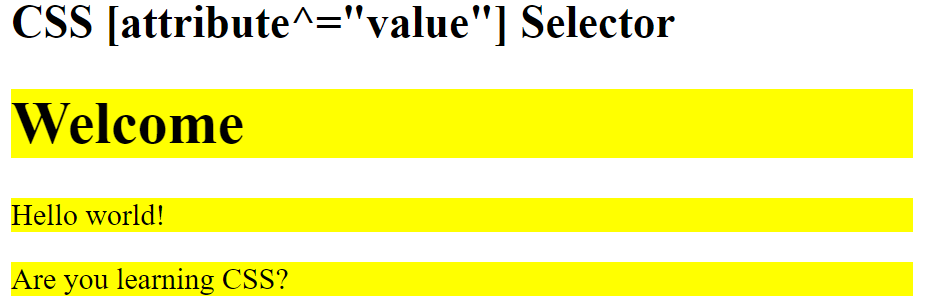 CSS [attribute^="value"] Selector
Welcome
Hello world!
Are you learning CSS?